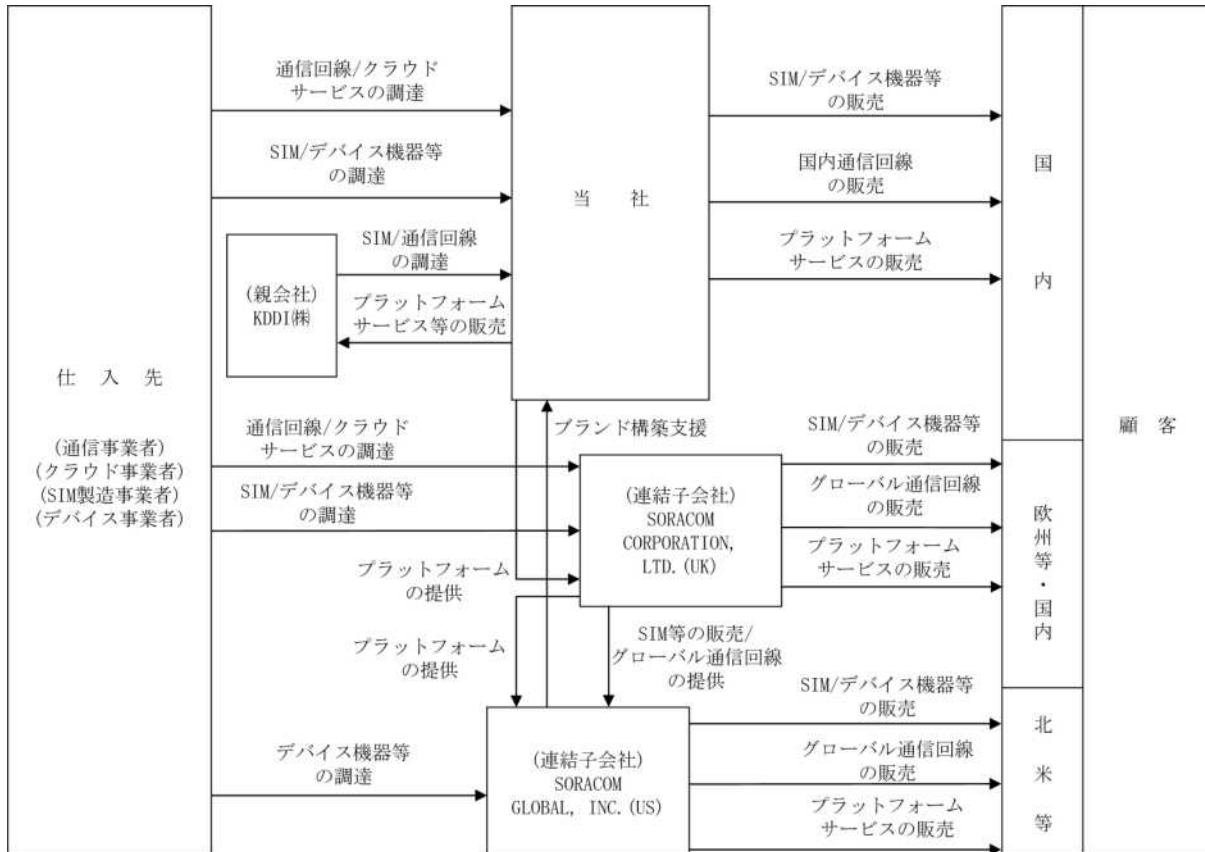 通信回線/クラウド
サービスの調達
SIM/デバイス機器等
の調達
SIM/通信回線
の調達
(親会社)
KDDI㈱
プラットフォーム
サービス等の販売
当 社
SIM/デバイス機器等
の販売
国内通信回線
の販売
プラットフォーム
サービスの販売
国 内
仕 入 先
(通信事業者)
(クラウド事業者)
(SIM製造事業者)
(デバイス事業者)
通信回線/クラウド
サービスの調達
SIM/デバイス機器等
の調達
ブランド構築支援
(連結子会社)
SORACOM
CORPORATION,
LTD.(UK)
SIM/デバイス機器等
の販売
グローバル通信回線
の販売
プラットフォーム
サービスの販売
欧州等・国内
顧 客
プラットフォーム
の提供
プラットフォーム
の提供
SIM等の販売/
グローバル通信回線
の提供
デバイス機器等
の調達
(連結子会社)
SORACOM
GLOBAL, INC.(US)
SIM/デバイス機器等
の販売
グローバル通信回線
の販売
プラットフォーム
サービスの販売
北 米 等